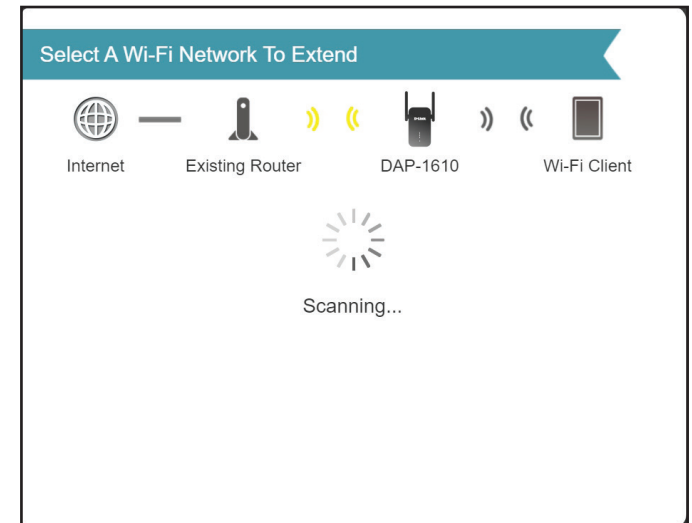 Select A Wi-Fi Network To Extend
Internet Existing Router DAP-1610 Wi-Fi Client
Scanning...